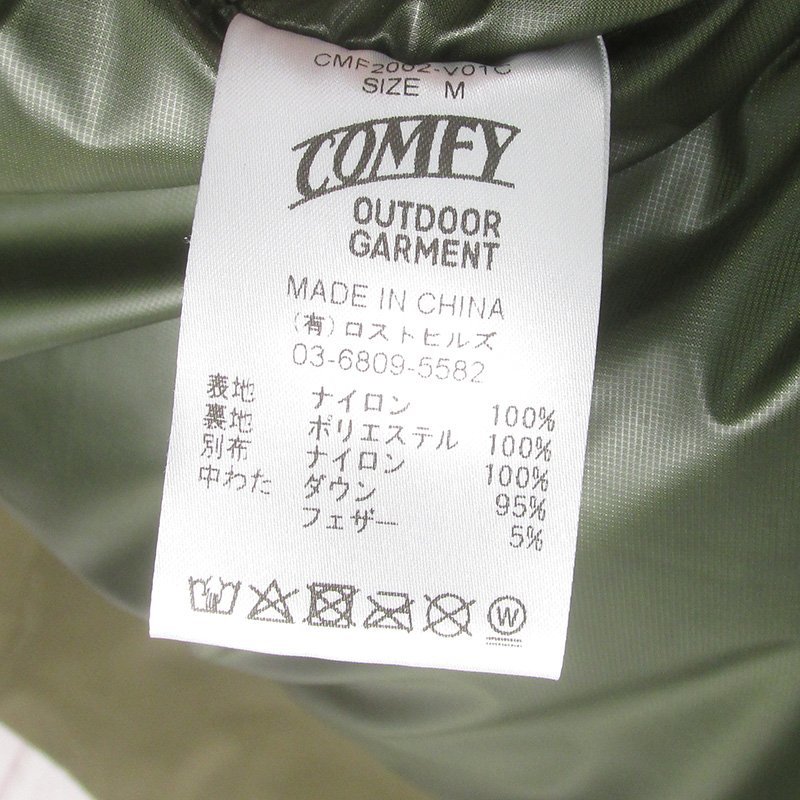 CMF2002-V01C
SIZE M
COMFY
OUTDOOR
GARMENT
MADE IN CHINA
(有)ロストヒルズ
03-6809-5582
表地 ナイロン 100%
裏地 ポリエステル 100%
別布 ナイロン 100%
中わた ダウン 95%
フェザー 5%
W